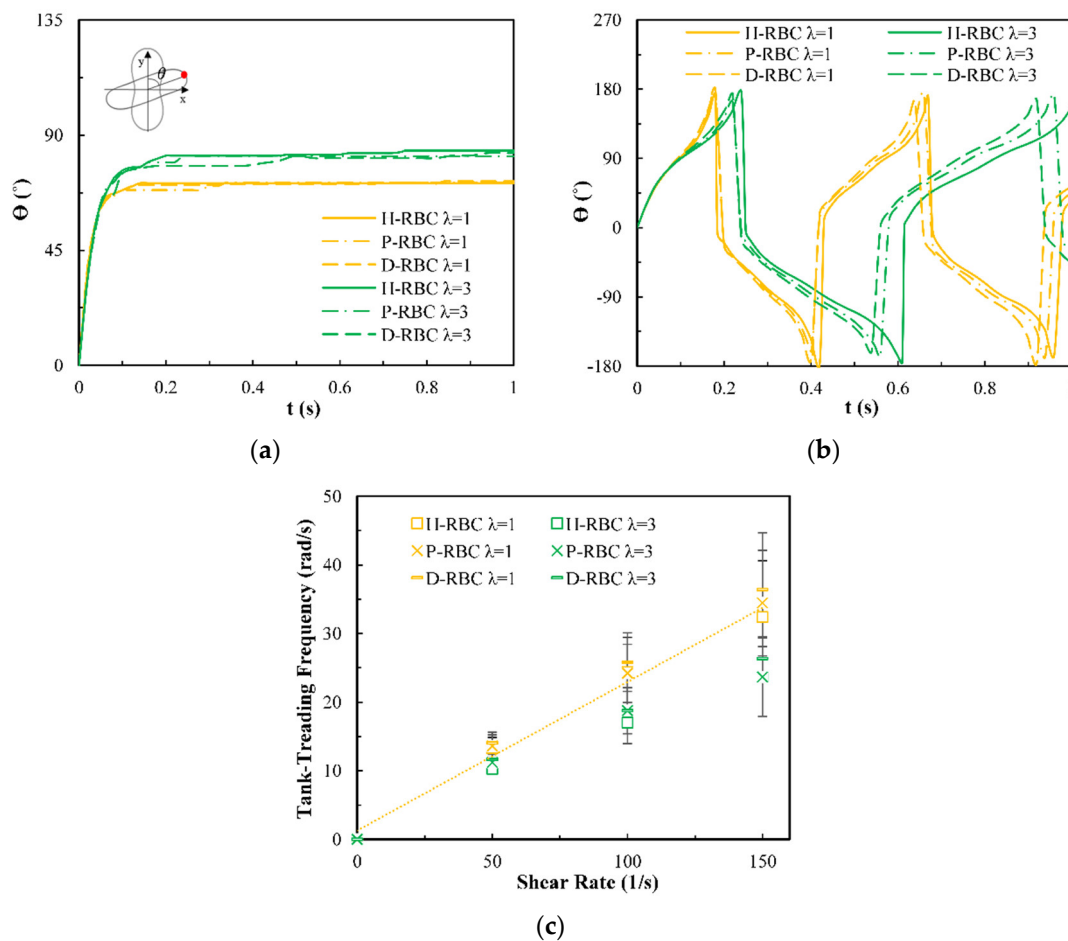 135
90
45
0
Θ (°)
y
θ
x
H-RBC λ=1
P-RBC λ=1
D-RBC λ=1
H-RBC λ=3
P-RBC λ=3
D-RBC λ=3
0 0.2 0.4 0.6 0.8 1
t (s)
(a)
270
180
90
0
-90
-180
Θ (°)
H-RBC λ=1 H-RBC λ=3
P-RBC λ=1 P-RBC λ=3
D-RBC λ=1 D-RBC λ=3
0 0.2 0.4 0.6 0.8
t (s)
(b)
50
40
30
20
10
0
Tank-Treading Frequency (rad/s)
H-RBC λ=1 H-RBC λ=3
P-RBC λ=1 P-RBC λ=3
D-RBC λ=1 D-RBC λ=3
0 50 100 150
Shear Rate (1/s)
(c)